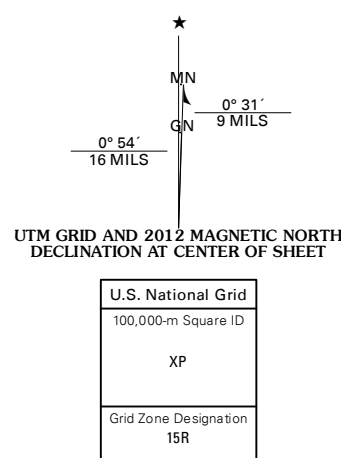 ★
MN
0° 31´
9 MILS
GN
0° 54´
16 MILS
UTM GRID AND 2012 MAGNETIC NORTH
DECLINATION AT CENTER OF SHEET
U.S. National Grid
100,000-m Square ID
XP
Grid Zone Designation
15R